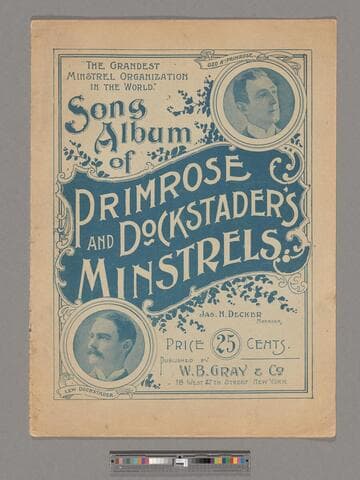 "The Grandest
Minstrel Organization
in the World."
Geo. H. Primrose.
Song
Album
of
Primrose
and Dockstader's
Minstrels.
Jas. H. Decker
Manager.
Price 25 Cents.
Published by
W. B. Gray & Co
18 West 27th Street New York
Lew Dockstader.